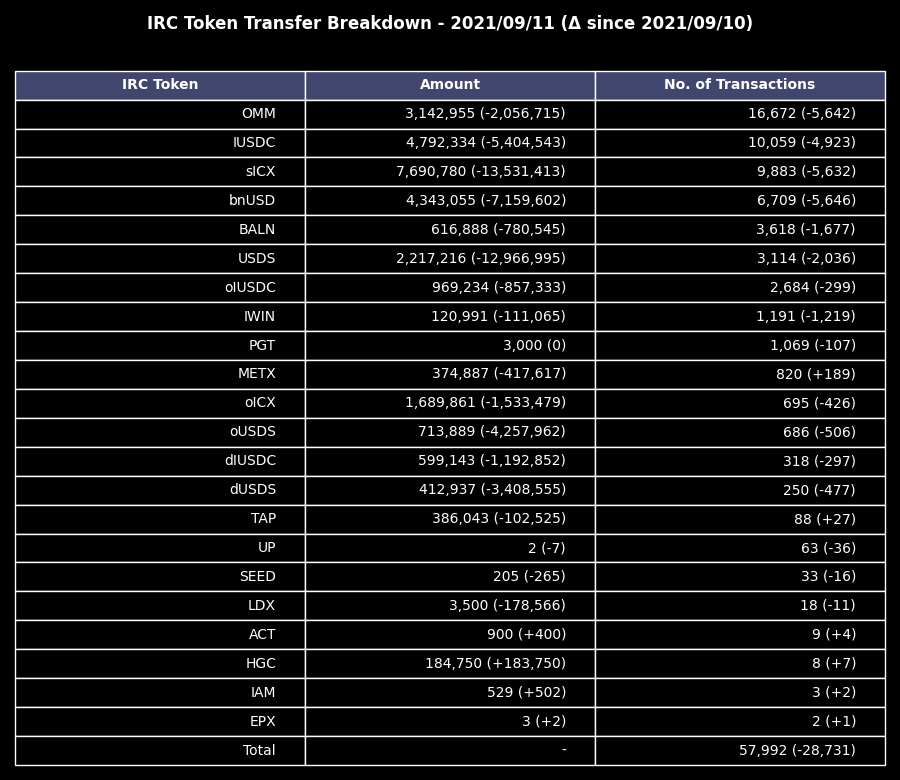 IRC Token Transfer Breakdown - 2021/09/11 (Δ since 2021/09/10)
IRC Token Amount No. of Transactions
OMM 3,142,955 (-2,056,715) 16,672 (-5,642)
IUSDC 4,792,334 (-5,404,543) 10,059 (-4,923)
sICX 7,690,780 (-13,531,413) 9,883 (-5,632)
bnUSD 4,343,055 (-7,159,602) 6,709 (-5,646)
BALN 616,888 (-780,545) 3,618 (-1,677)
USDS 2,217,216 (-12,966,995) 3,114 (-2,036)
oIUSDC 969,234 (-857,333) 2,684 (-299)
IWIN 120,991 (-111,065) 1,191 (-1,219)
PGT 3,000 (0) 1,069 (-107)
METX 374,887 (-417,617) 820 (+189)
oICX 1,689,861 (-1,533,479) 695 (-426)
oUSDS 713,889 (-4,257,962) 686 (-506)
dIUSDC 599,143 (-1,192,852) 318 (-297)
dUSDS 412,937 (-3,408,555) 250 (-477)
TAP 386,043 (-102,525) 88 (+27)
UP 2 (-7) 63 (-36)
SEED 205 (-265) 33 (-16)
LDX 3,500 (-178,566) 18 (-11)
ACT 900 (+400) 9 (+4)
HGC 184,750 (+183,750) 8 (+7)
IAM 529 (+502) 3 (+2)
EPX 3 (+2) 2 (+1)
Total - 57,992 (-28,731)